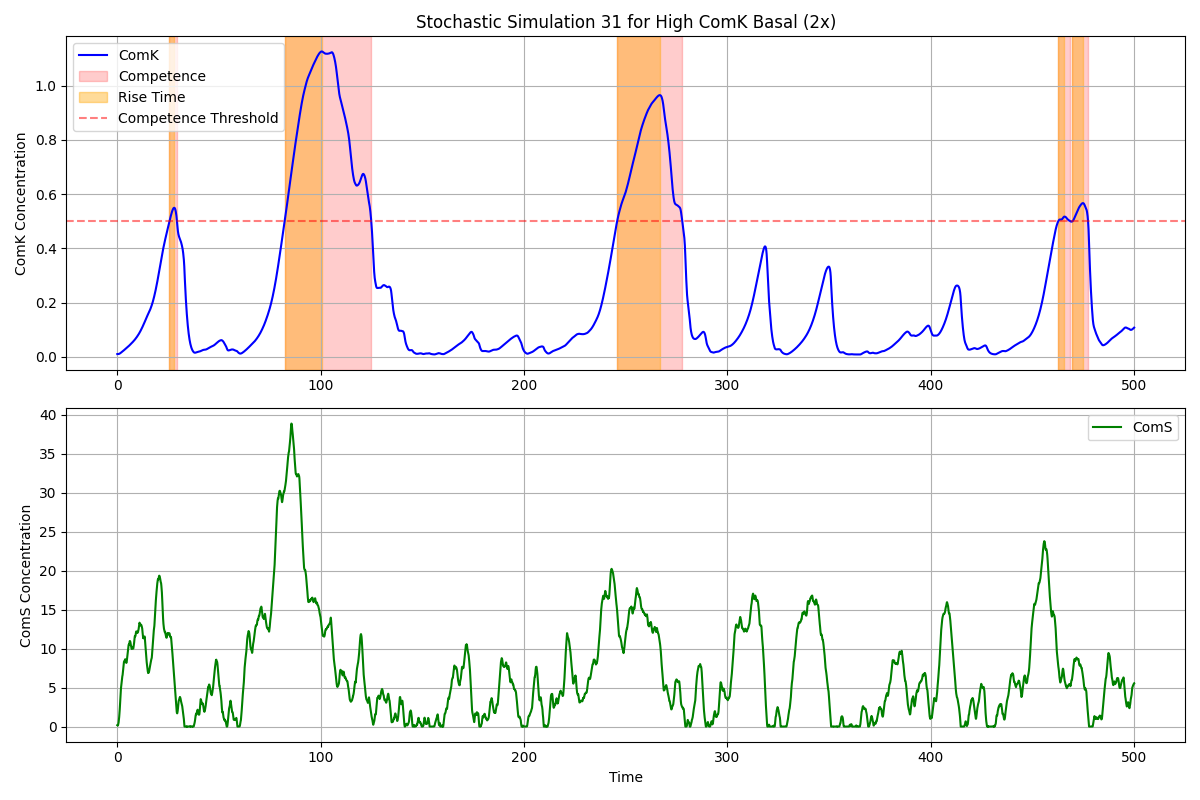 Stochastic Simulation 31 for High ComK Basal (2x)
ComK Concentration
1.0
0.8
0.6
0.4
0.2
0.0
ComK
Competence
Rise Time
Competence Threshold
0 100 200 300 400 500
ComS Concentration
40
35
30
25
20
15
10
5
0
ComS
0 100 200 300 400 500
Time